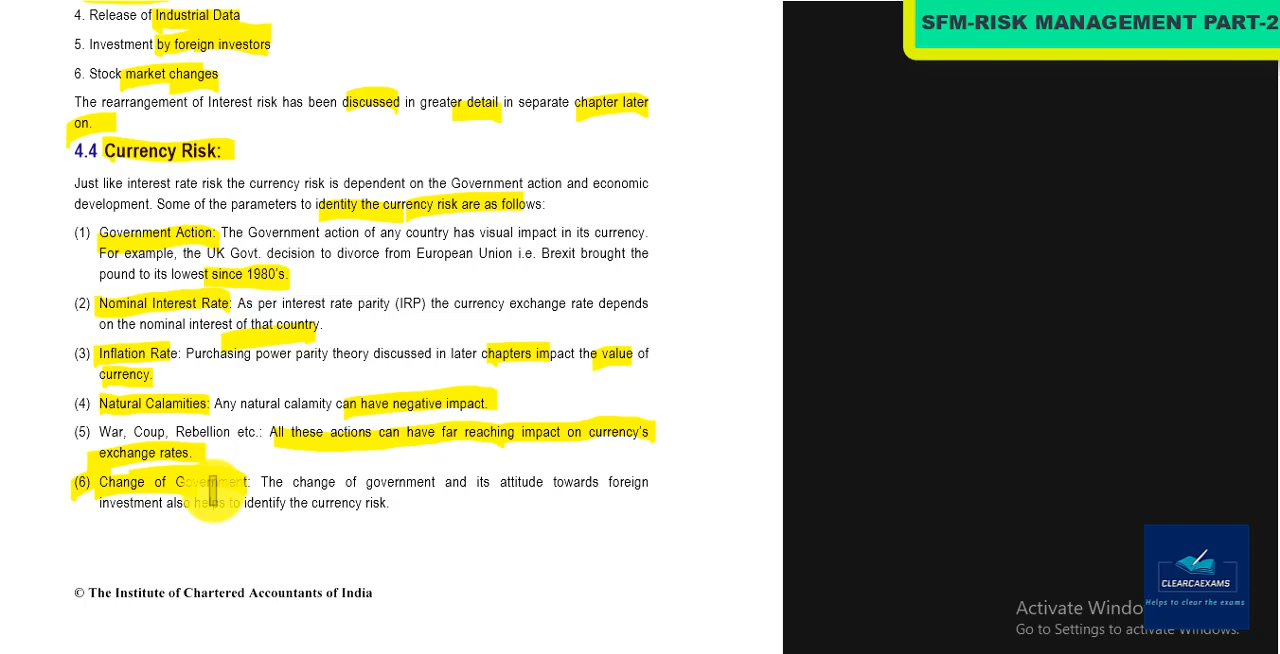 4. Release of Industrial Data
5. Investment by foreign investors
6. Stock market changes
The rearrangement of Interest risk has been discussed in greater detail in separate chapter later
on.
4.4 Currency Risk:
Just like interest rate risk the currency risk is dependent on the Government action and economic
development. Some of the parameters to identify the currency risk are as follows:
(1) Government Action: The Government action of any country has visual impact in its currency.
For example, the UK Govt. decision to divorce from European Union i.e. Brexit brought the
pound to its lowest since 1980's.
(2) Nominal Interest Rate: As per interest rate parity (IRP) the currency exchange rate depends
on the nominal interest of that country.
(3) Inflation Rate: Purchasing power parity theory discussed in later chapters impact the value of
currency.
(4) Natural Calamities: Any natural calamity can have negative impact.
(5) War, Coup, Rebellion etc.: All these actions can have far reaching impact on currency's
exchange rates.
(6) Change of Government: The change of government and its attitude towards foreign
investment also helps to identify the currency risk.
© The Institute of Chartered Accountants of India
SFM-RISK MANAGEMENT PART-2
CLEARCAEXAMS
Helps to clear the exams
Activate Windo
Go to Settings to activate Windows.